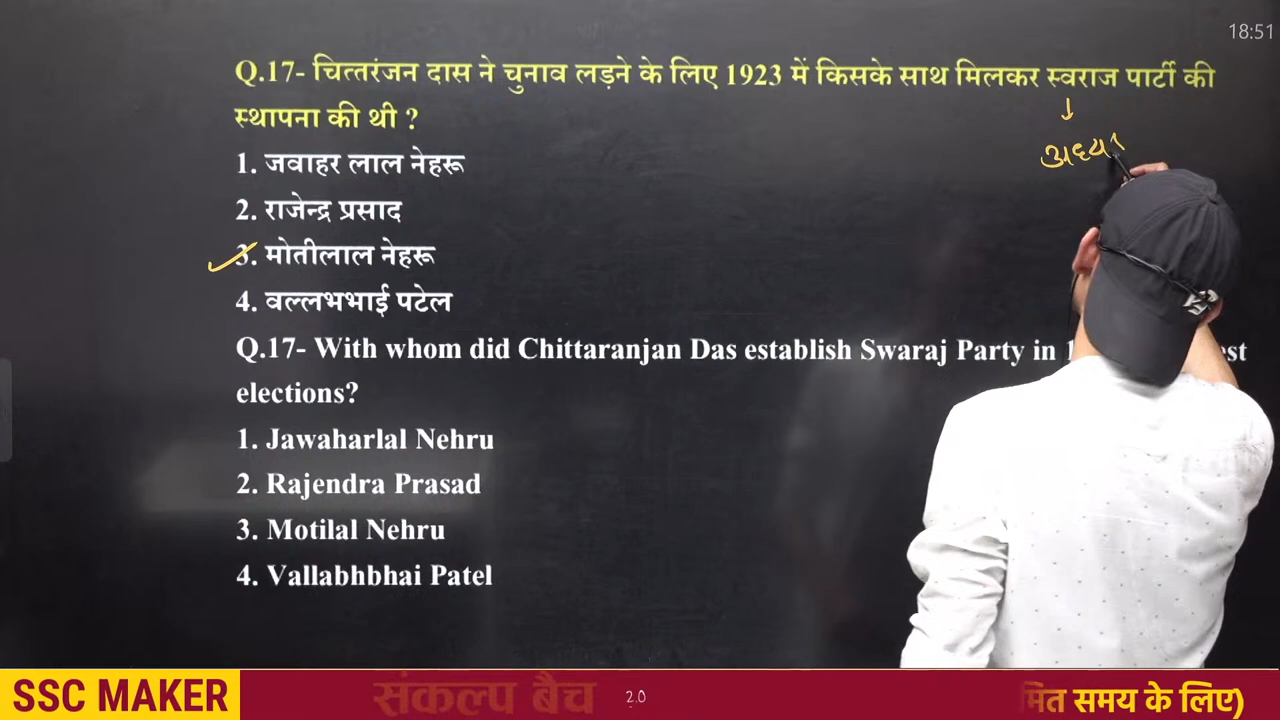 18:51
Q.17- चित्तरंजन दास ने चुनाव लड़ने के लिए 1923 में किसके साथ मिलकर स्वराज पार्टी की
स्थापना की थी ?
अध्य
1. जवाहर लाल नेहरू
2. राजेन्द्र प्रसाद
3. मोतीलाल नेहरू
4. वल्लभभाई पटेल
Q.17- With whom did Chittaranjan Das establish Swaraj Party in
elections?
1. Jawaharlal Nehru
2. Rajendra Prasad
3. Motilal Nehru
4. Vallabhbhai Patel
SSC MAKER संकल्प बैच 2.0 मित समय के लिए)